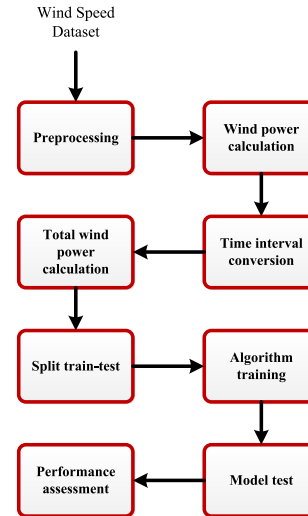 Wind Speed
Dataset
Preprocessing
Wind power
calculation
Time interval
conversion
Total wind
power
calculation
Split train-test
Algorithm
training
Model test
Performance
assessment